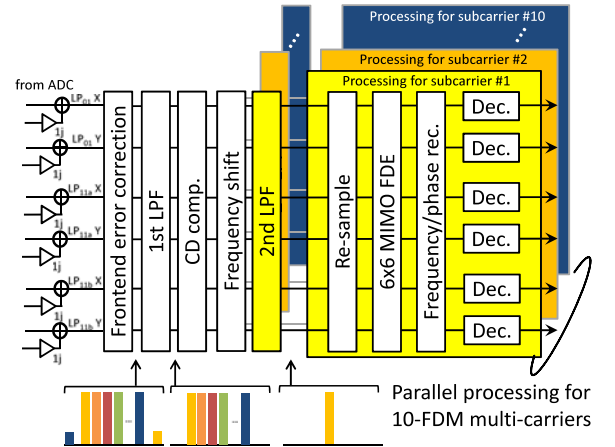 Processing for subcarrier #10
Processing for subcarrier #2
Processing for subcarrier #1
from ADC
LP01 X
1j
LP01 Y
1j
LP11a X
1j
LP11a Y
1j
LP11b X
1j
LP11b Y
1j
Frontend error correction
1st LPF
CD comp.
Frequency shift
2nd LPF
Re-sample
6x6 MIMO FDE
Frequency/phase rec.
Dec.
Dec.
Dec.
Dec.
Dec.
Dec.
Parallel processing for
10-FDM multi-carriers